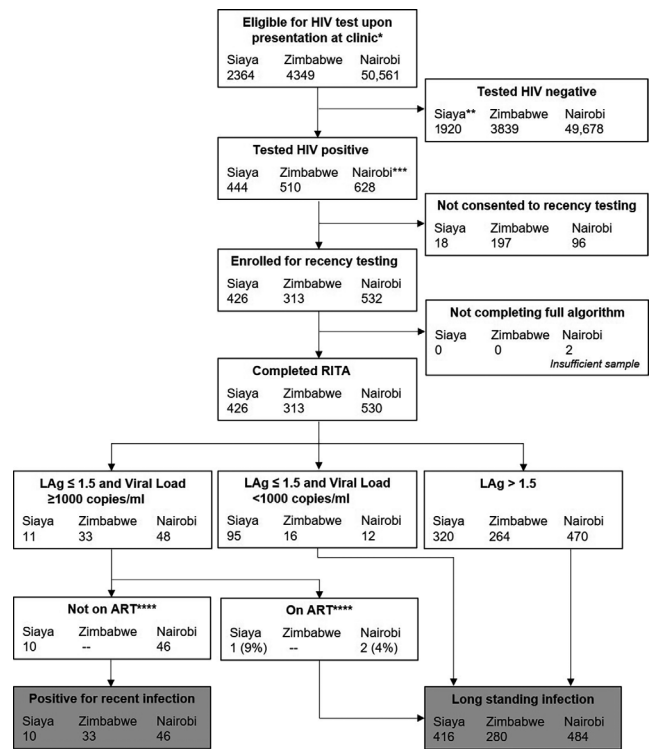 Eligible for HIV test upon
presentation at clinic*
Siaya Zimbabwe Nairobi
2364 4349 50,561
Tested HIV negative
Siaya** Zimbabwe Nairobi
1920 3839 49,678
Tested HIV positive
Siaya Zimbabwe Nairobi***
444 510 628
Not consented to recency testing
Siaya Zimbabwe Nairobi
18 197 96
Enrolled for recency testing
Siaya Zimbabwe Nairobi
426 313 532
Not completing full algorithm
Siaya Zimbabwe Nairobi
0 0 2
Insufficient sample
Completed RITA
Siaya Zimbabwe Nairobi
426 313 530
LAg ≤ 1.5 and Viral Load
≥1000 copies/ml
Siaya Zimbabwe Nairobi
11 33 48
LAg ≤ 1.5 and Viral Load
<1000 copies/ml
Siaya Zimbabwe Nairobi
95 16 12
LAg > 1.5
Siaya Zimbabwe Nairobi
320 264 470
Not on ART****
Siaya Zimbabwe Nairobi
10 -- 46
On ART****
Siaya Zimbabwe Nairobi
1 (9%) -- 2 (4%)
Positive for recent infection
Siaya Zimbabwe Nairobi
10 33 46
Long standing infection
Siaya Zimbabwe Nairobi
416 280 484